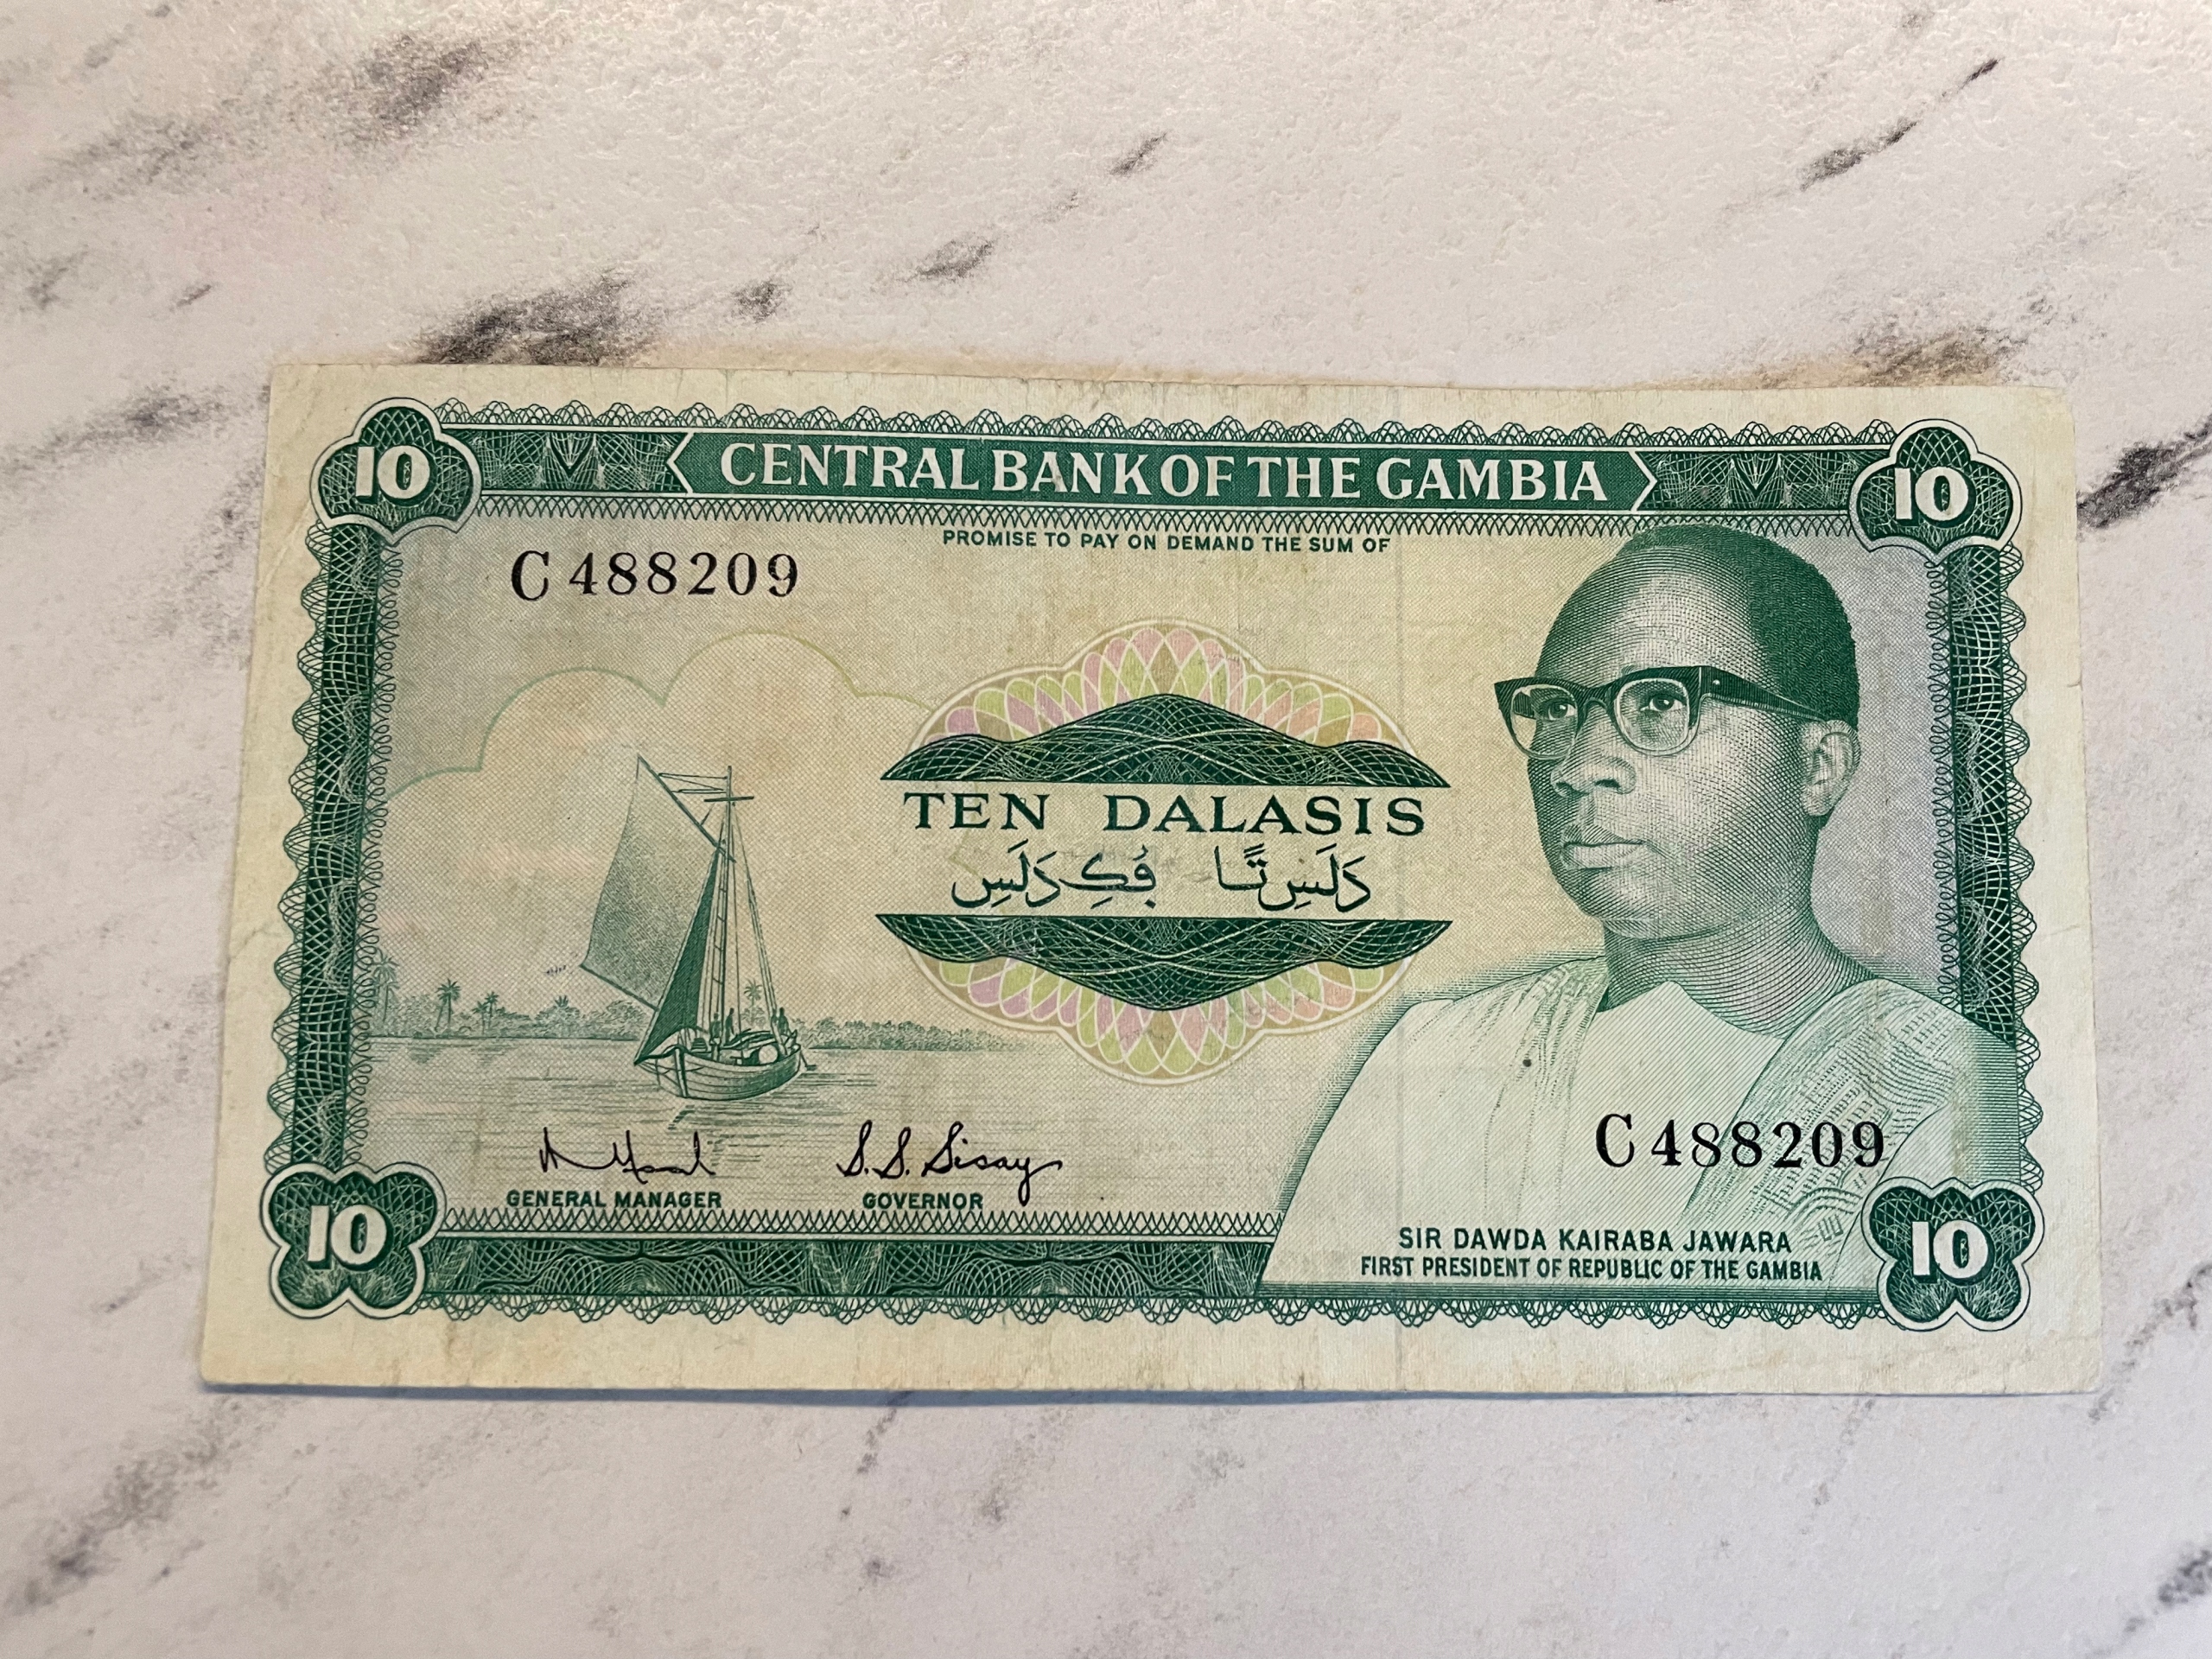 10 CENTRAL BANK OF THE GAMBIA 10
PROMISE TO PAY ON DEMAND THE SUM OF
C 488209
TEN DALASIS
دَلَسِ تًا فُكِ دَلَسِ
S. S. Sisay
GENERAL MANAGER GOVERNOR
C 488209
SIR DAWDA KAIRABA JAWARA
FIRST PRESIDENT OF REPUBLIC OF THE GAMBIA
10 10